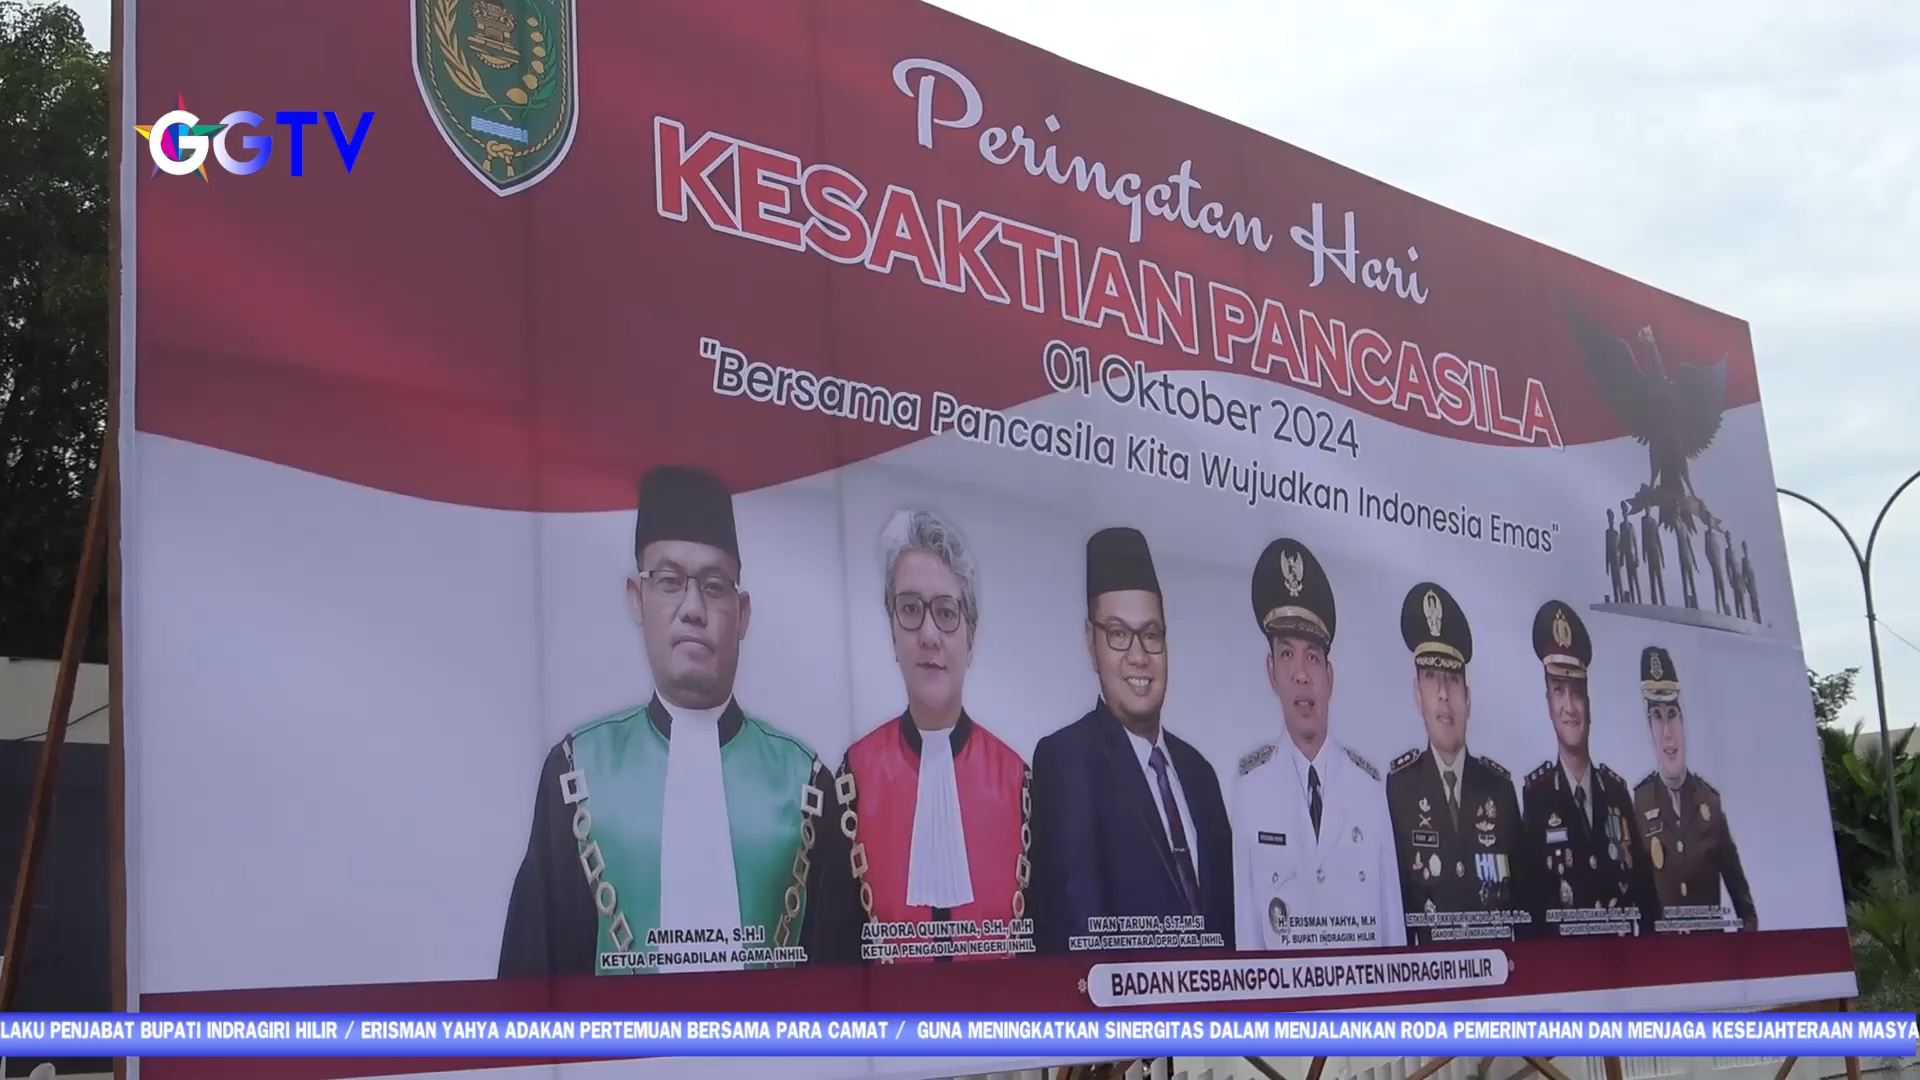 GGTV
Peringatan Hari
KESAKTIAN PANCASILA
01 Oktober 2024
"Bersama Pancasila Kita Wujudkan Indonesia Emas"
AMIRAMZA, S.H.I
KETUA PENGADILAN AGAMA INHIL
AURORA QUINTINA, S.H., M.H
KETUA PENGADILAN NEGERI INHIL
IWAN TARUNA, S.T.,M.SI
KETUA SEMENTARA DPRD KAB. INHIL
H. ERISMAN YAHYA, M.H
Pj. BUPATI INDRAGIRI HILIR
BADAN KESBANGPOL KABUPATEN INDRAGIRI HILIR
LAKU PENJABAT BUPATI INDRAGIRI HILIR / ERISMAN YAHYA ADAKAN PERTEMUAN BERSAMA PARA CAMAT / GUNA MENINGKATKAN SINERGITAS DALAM MENJALANKAN RODA PEMERINTAHAN DAN MENJAGA KESEJAHTERAAN MASYA